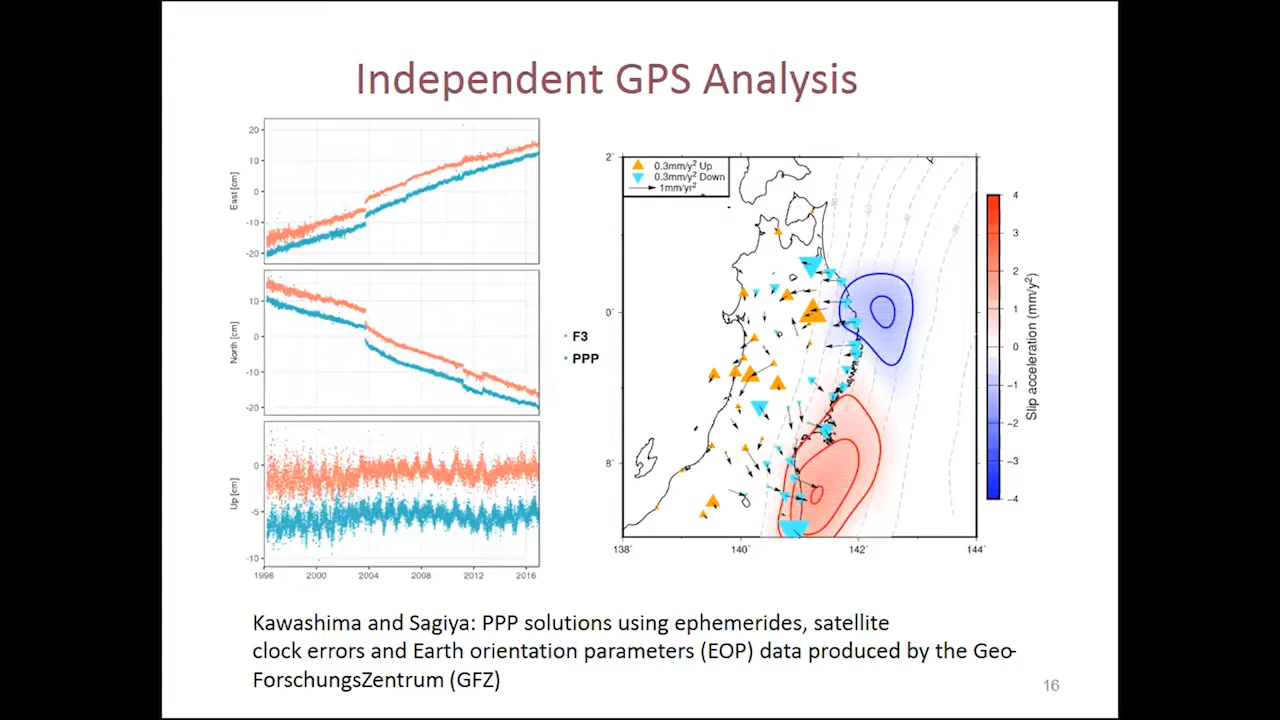 Independent GPS Analysis
20
10
0
-10
-20
East [cm]
10
0
-10
-20
North [cm]
0
-5
-10
Up [cm]
1996 2000 2004 2008 2012 2016
F3
PPP
0.3mm/y² Up
0.3mm/y² Down
1mm/yr²
2˚
0˚
8˚
138˚ 140˚ 142˚ 144˚
4
3
2
1
0
−1
−2
−3
−4
Slip acceleration (mm/y²)
Kawashima and Sagiya: PPP solutions using ephemerides, satellite
clock errors and Earth orientation parameters (EOP) data produced by the Geo-
ForschungsZentrum (GFZ)
16